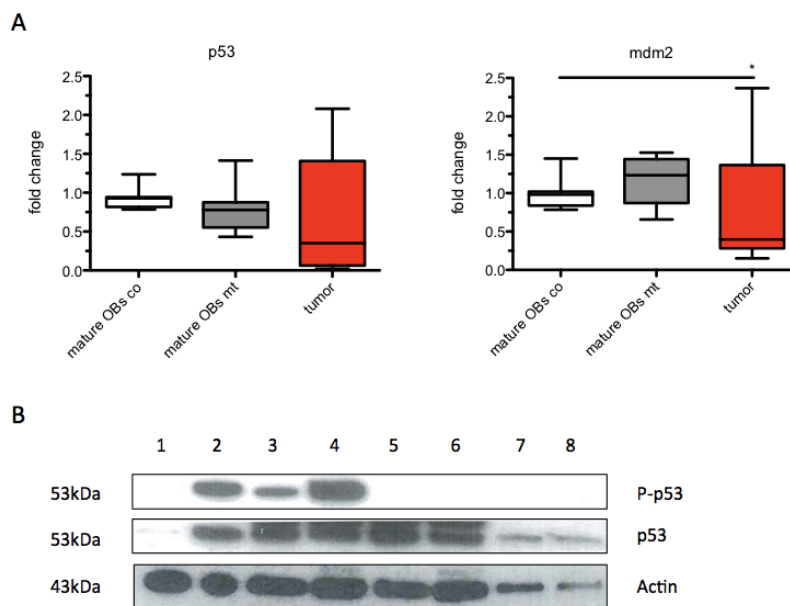 A
p53
mdm2
fold change
2.5
2.0
1.5
1.0
0.5
0.0
mature OBs co
mature OBs mt
tumor
fold change
2.5
2.0
1.5
1.0
0.5
0.0
*
mature OBs co
mature OBs mt
tumor
B
1 2 3 4 5 6 7 8
53kDa P-p53
53kDa p53
43kDa Actin